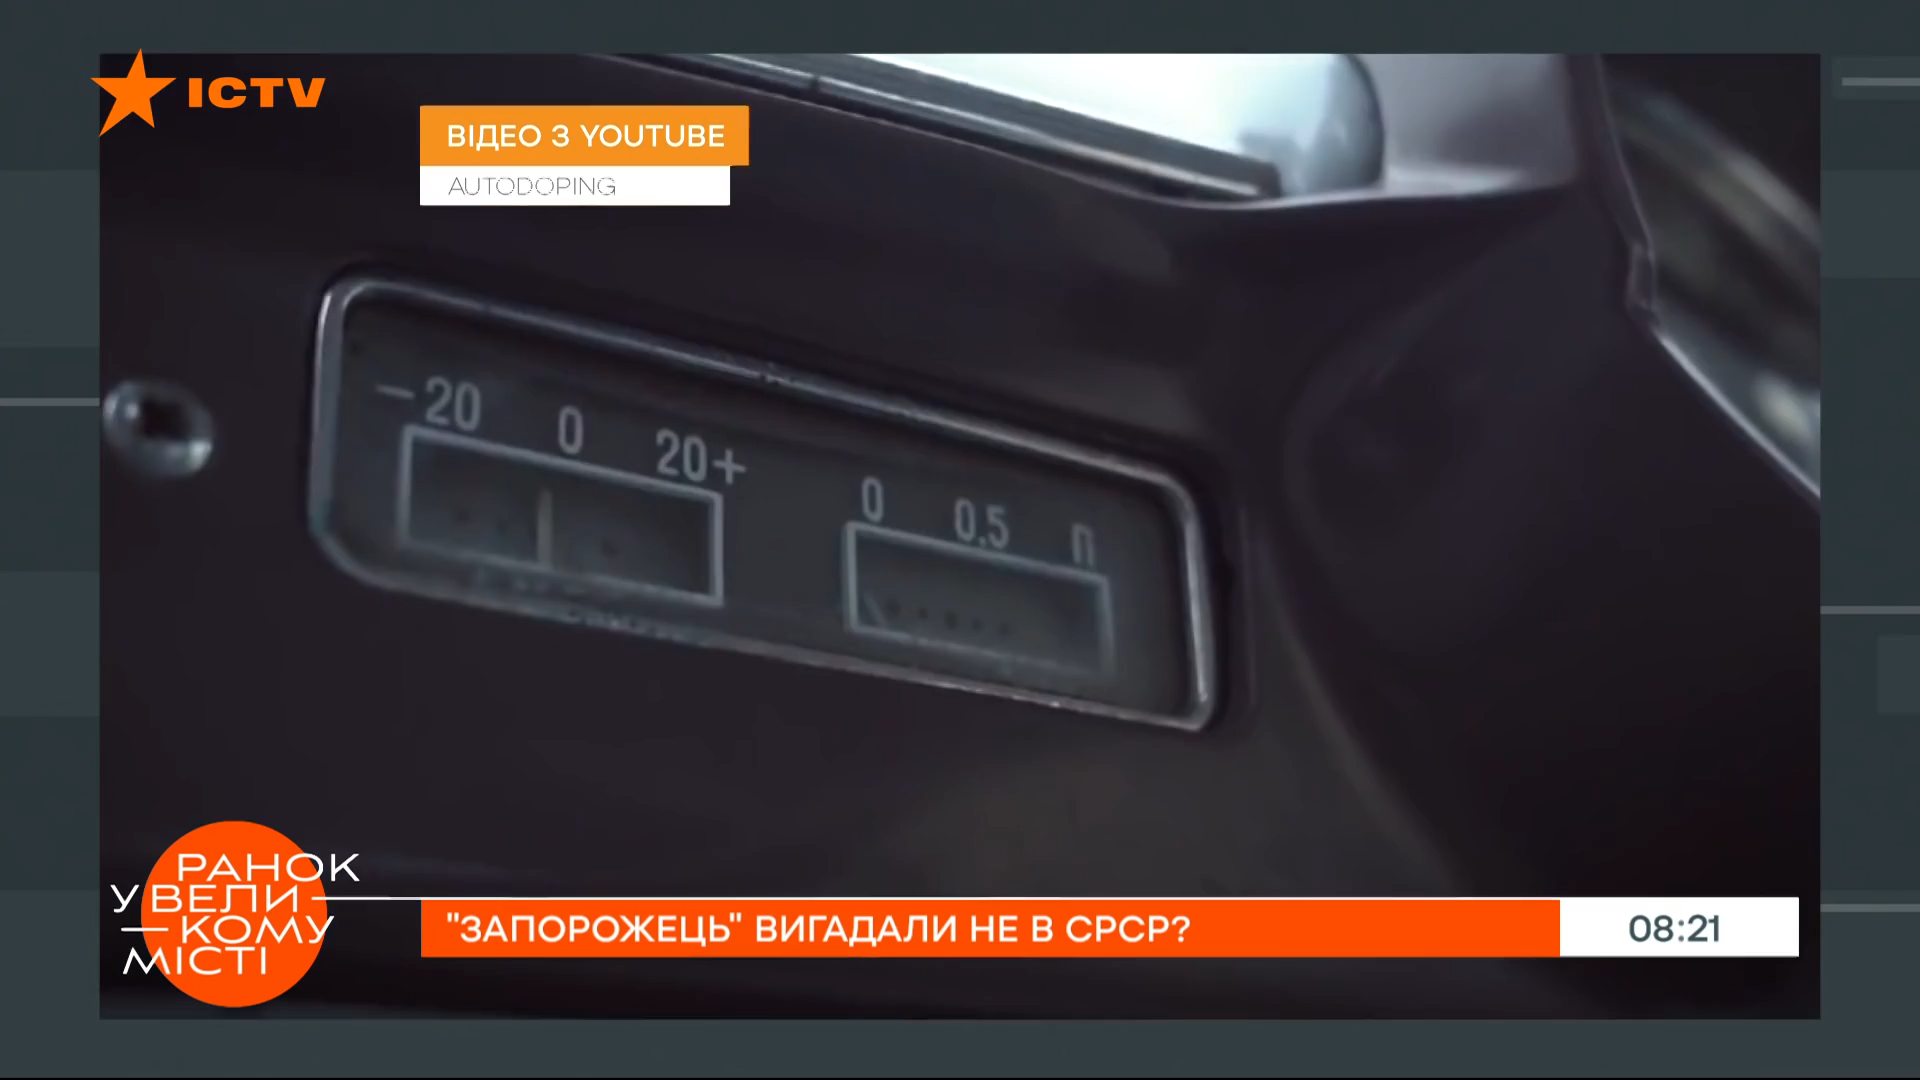 ICTV
ВІДЕО З YOUTUBE
AUTODOPING
– 20 0 20 +
0 0,5 п
РАНОК
У ВЕЛИ
КОМУ
МІСТІ
"ЗАПОРОЖЕЦЬ" ВИГАДАЛИ НЕ В СРСР?
08:21